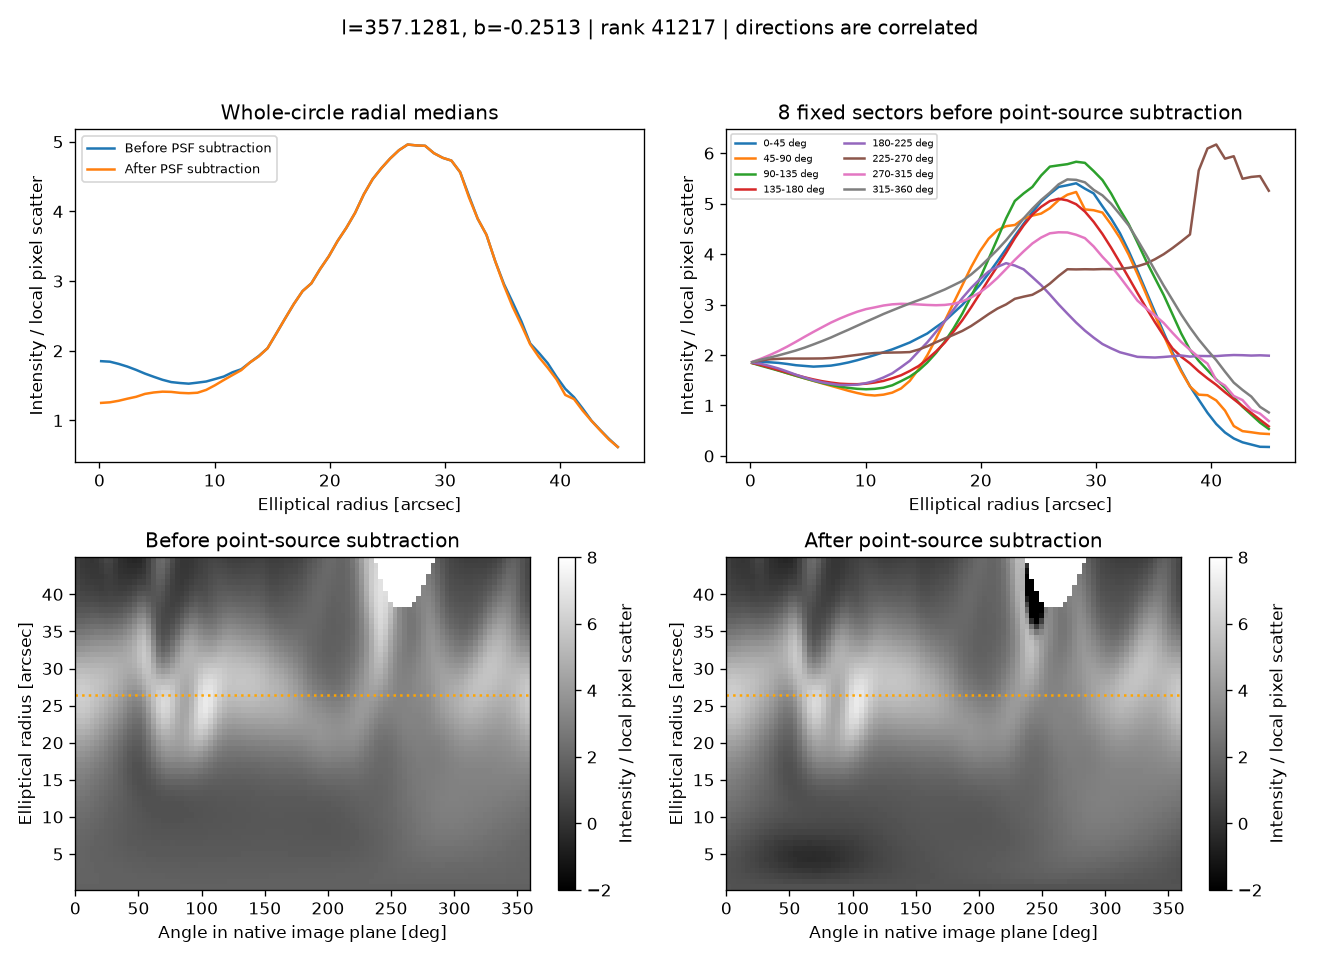 l=357.1281, b=-0.2513 | rank 41217 | directions are correlated
Whole-circle radial medians
Before PSF subtraction
After PSF subtraction
5
4
3
2
1
Intensity / local pixel scatter
0 10 20 30 40
Elliptical radius [arcsec]
8 fixed sectors before point-source subtraction
0-45 deg 180-225 deg
45-90 deg 225-270 deg
90-135 deg 270-315 deg
135-180 deg 315-360 deg
6
5
4
3
2
1
0
Intensity / local pixel scatter
0 10 20 30 40
Elliptical radius [arcsec]
Before point-source subtraction
40
35
30
25
20
15
10
5
Elliptical radius [arcsec]
0 50 100 150 200 250 300 350
Angle in native image plane [deg]
8
6
4
2
0
−2
Intensity / local pixel scatter
After point-source subtraction
40
35
30
25
20
15
10
5
Elliptical radius [arcsec]
0 50 100 150 200 250 300 350
Angle in native image plane [deg]
8
6
4
2
0
−2
Intensity / local pixel scatter